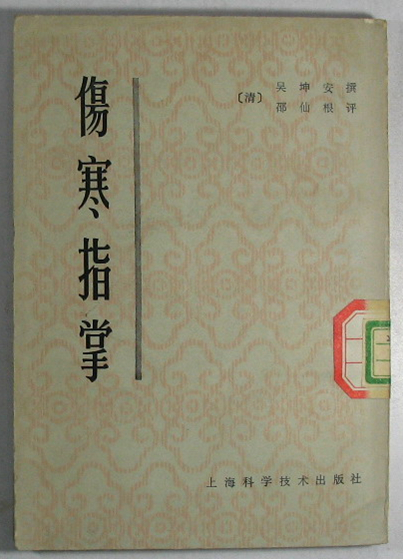 傷寒指掌
〔清〕
吴坤安撰
邵仙根评
上海科学技术出版社